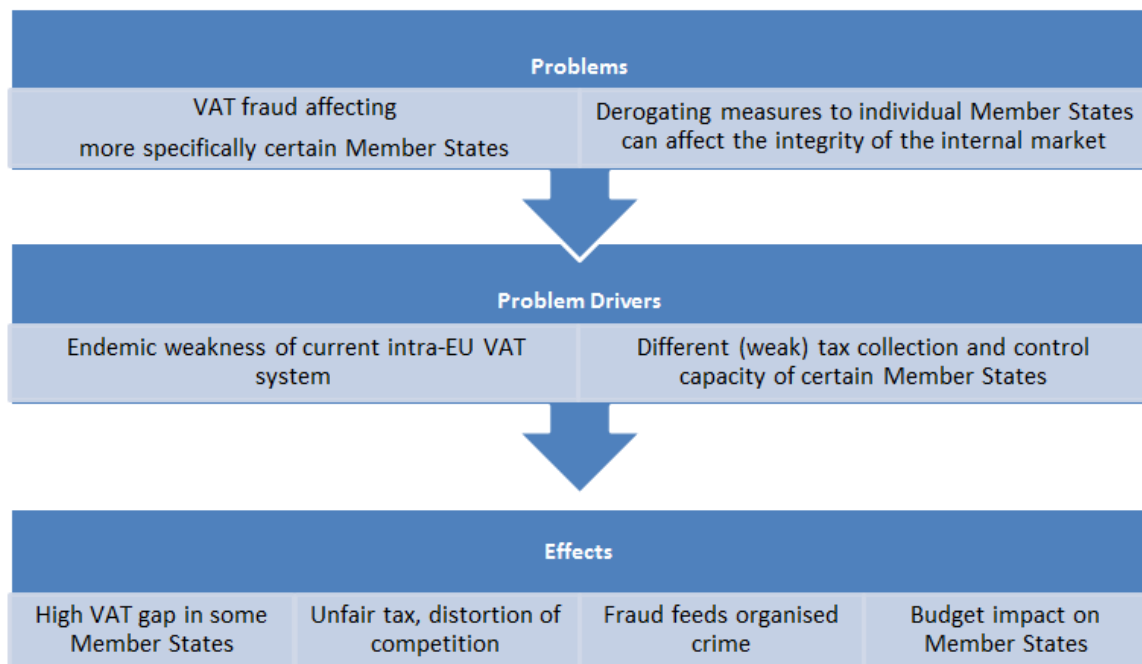 Problems
VAT fraud affecting
more specifically certain Member States
Derogating measures to individual Member States
can affect the integrity of the internal market
Problem Drivers
Endemic weakness of current intra-EU VAT
system
Different (weak) tax collection and control
capacity of certain Member States
Effects
High VAT gap in some
Member States
Unfair tax, distortion of
competition
Fraud feeds organised
crime
Budget impact on
Member States